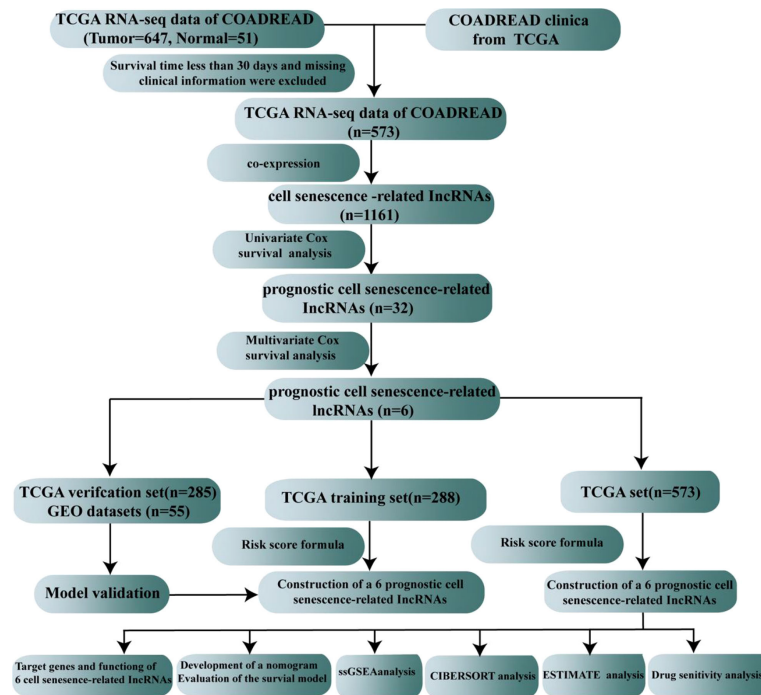 TCGA RNA-seq data of COADREAD
(Tumor=647, Normal=51)
COADREAD clinica
from TCGA
Survival time less than 30 days and missing
clinical information were excluded
TCGA RNA-seq data of COADREAD
(n=573)
co-expression
cell senescence -related lncRNAs
(n=1161)
Univariate Cox
survival analysis
prognostic cell senescence-related
lncRNAs (n=32)
Multivariate Cox
survival analysis
prognostic cell senescence-related
lncRNAs (n=6)
TCGA verifcation set(n=285)
GEO datasets (n=55)
TCGA training set(n=288)
TCGA set(n=573)
Risk score formula
Risk score formula
Model validation
Construction of a 6 prognostic cell
senescence-related lncRNAs
Construction of a 6 prognostic cell
senescence-related lncRNAs
Target genes and functiong of
6 cell senesence-related lncRNAs
Development of a nomogram
Evaluation of the survial model
ssGSEAanalysis
CIBERSORT analysis
ESTIMATE analysis
Drug senitivity analysis